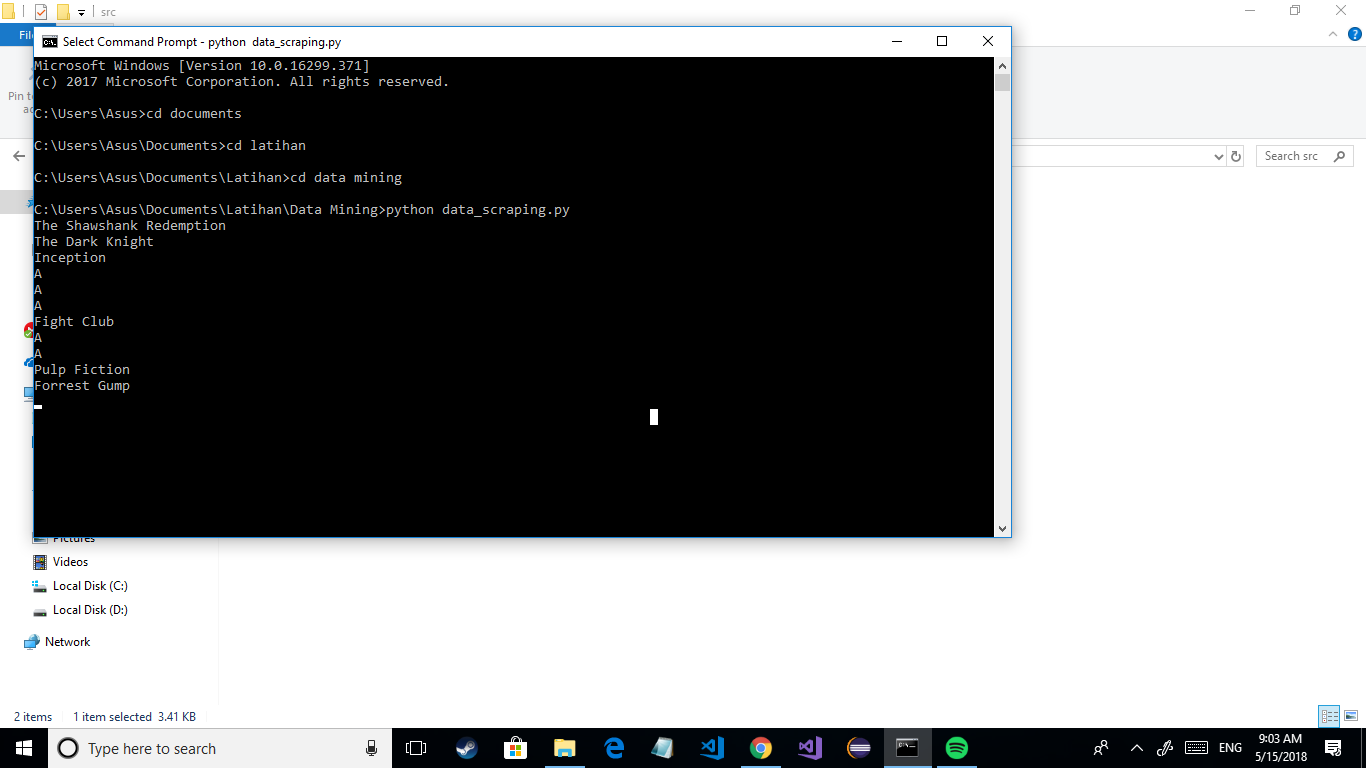 src
Fil
Select Command Prompt - python  data_scraping.py
Microsoft Windows [Version 10.0.16299.371]
(c) 2017 Microsoft Corporation. All rights reserved.
C:\Users\Asus>cd documents
C:\Users\Asus\Documents>cd latihan
C:\Users\Asus\Documents\Latihan>cd data mining
C:\Users\Asus\Documents\Latihan\Data Mining>python data_scraping.py
The Shawshank Redemption
The Dark Knight
Inception
A
A
A
Fight Club
A
A
Pulp Fiction
Forrest Gump
Pin to
Search src
Pictures
Videos
Local Disk (C:)
Local Disk (D:)
Network
2 items
1 item selected  3.41 KB
Type here to search
ENG
9:03 AM
5/15/2018